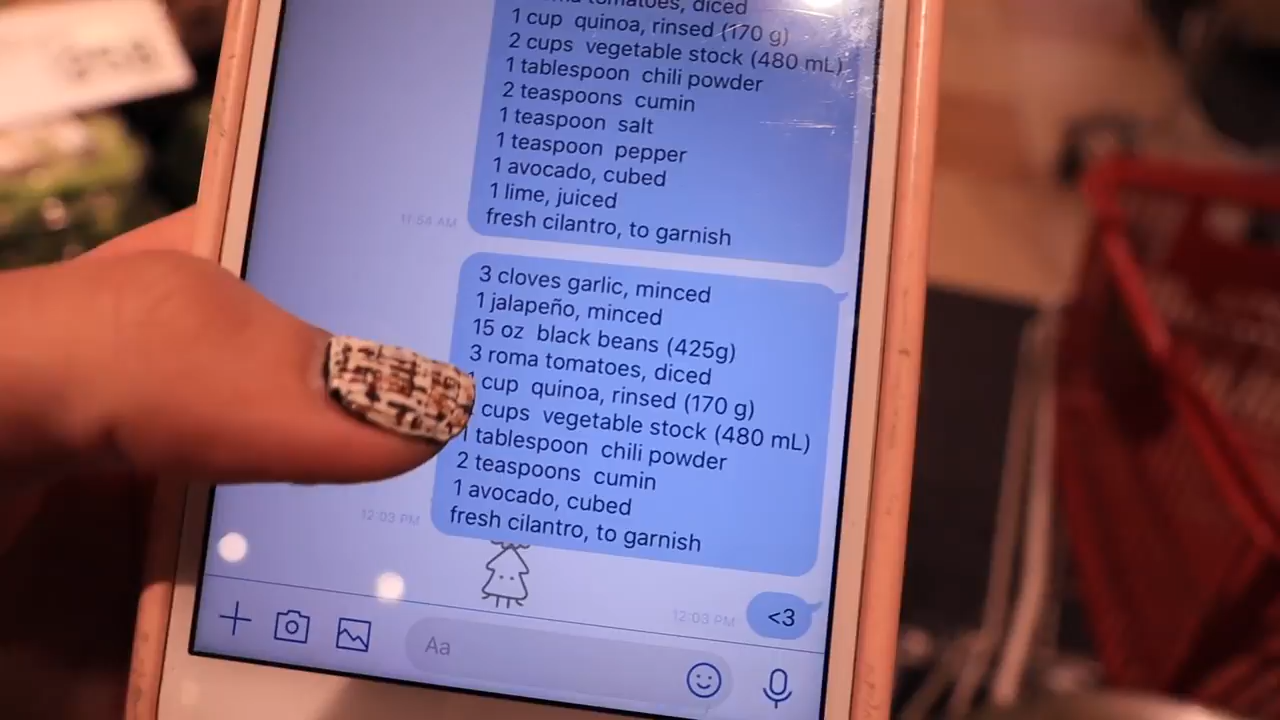 tomatoes, diced
1 cup quinoa, rinsed (170 g)
2 cups vegetable stock (480 mL)
1 tablespoon chili powder
2 teaspoons cumin
1 teaspoon salt
1 teaspoon pepper
1 avocado, cubed
1 lime, juiced
fresh cilantro, to garnish
11:54 AM
3 cloves garlic, minced
1 jalapeño, minced
15 oz black beans (425g)
3 roma tomatoes, diced
cup quinoa, rinsed (170 g)
cups vegetable stock (480 mL)
1 tablespoon chili powder
2 teaspoons cumin
1 avocado, cubed
fresh cilantro, to garnish
12:03 PM
12:03 PM
<3
Aa